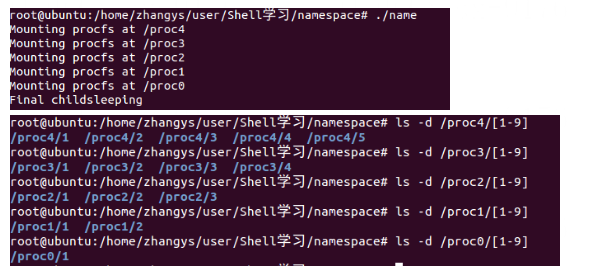 root@ubuntu:/home/zhangys/user/Shell学习/namespace# ./name
Mounting procfs at /proc4
Mounting procfs at /proc3
Mounting procfs at /proc2
Mounting procfs at /proc1
Mounting procfs at /proc0
Final childsleeping
root@ubuntu:/home/zhangys/user/Shell学习/namespace# ls -d /proc4/[1-9]
/proc4/1  /proc4/2  /proc4/3  /proc4/4  /proc4/5
root@ubuntu:/home/zhangys/user/Shell学习/namespace# ls -d /proc3/[1-9]
/proc3/1  /proc3/2  /proc3/3  /proc3/4
root@ubuntu:/home/zhangys/user/Shell学习/namespace# ls -d /proc2/[1-9]
/proc2/1  /proc2/2  /proc2/3
root@ubuntu:/home/zhangys/user/Shell学习/namespace# ls -d /proc1/[1-9]
/proc1/1  /proc1/2
root@ubuntu:/home/zhangys/user/Shell学习/namespace# ls -d /proc0/[1-9]
/proc0/1